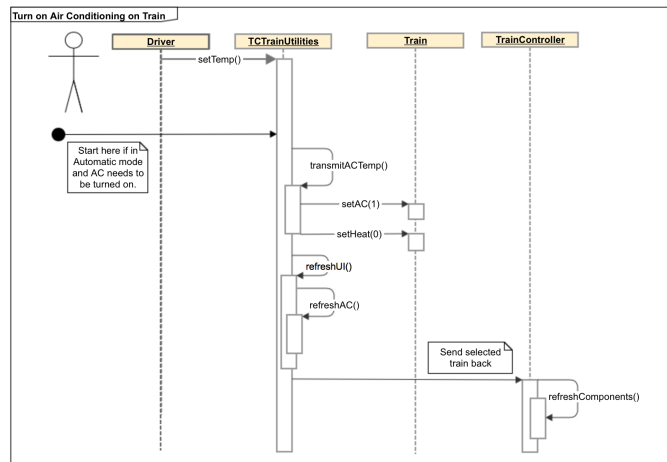 Turn on Air Conditioning on Train
Driver
TCTrainUtilities
Train
TrainController
setTemp()
Start here if in
Automatic mode
and AC needs to
be turned on.
transmitACTemp()
setAC(1)
setHeat(0)
refreshUI()
refreshAC()
Send selected
train back
refreshComponents()